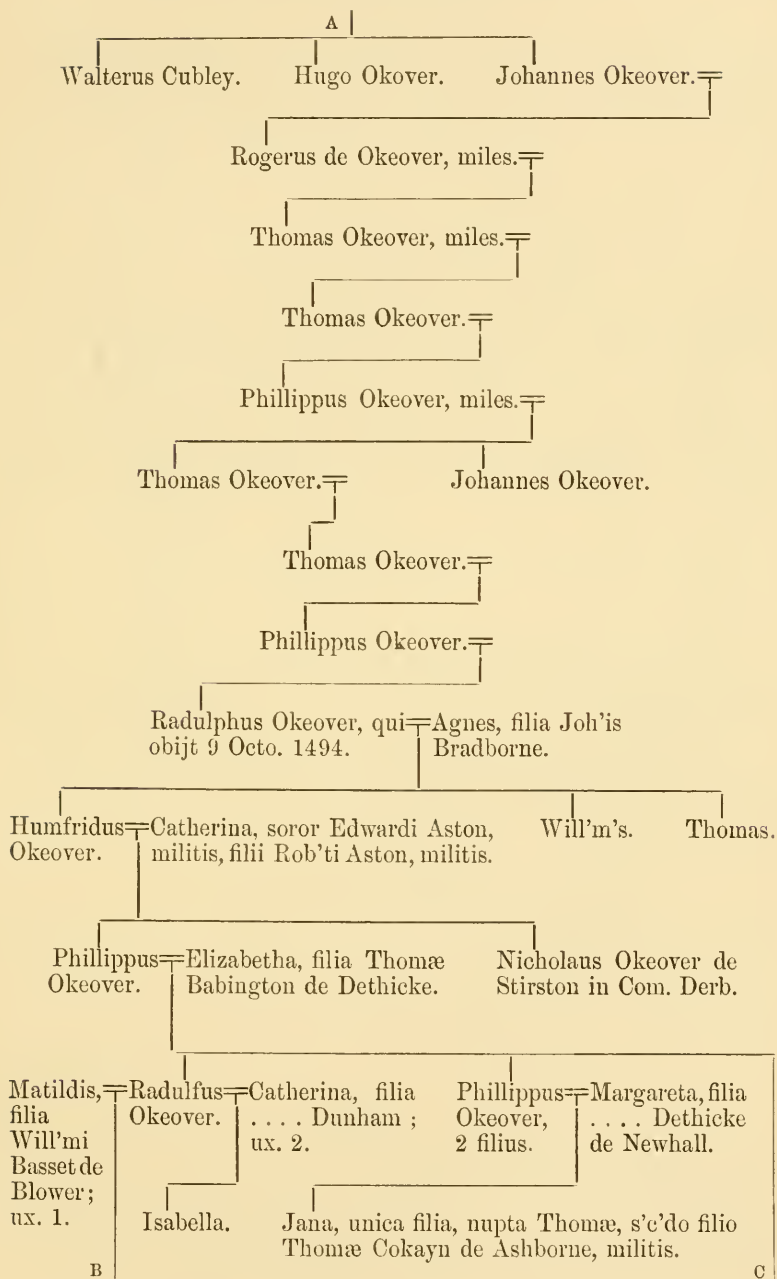 A
Walterus Cubley. Hugo Okover. Johannes Okeover.
Rogerus de Okeover, miles.
Thomas Okeover, miles.
Thomas Okeover.
Phillippus Okeover, miles.
Thomas Okeover. Johannes Okeover.
Thomas Okeover.
Phillippus Okeover.
Radulphus Okeover, qui
obijt 9 Octo. 1494.
Agnes, filia Joh'is
Bradborne.
Humfridus
Okeover.
Catherina, soror Edwardi Aston,
militis, filii Rob'ti Aston, militis.
Will'm's.
Thomas.
Phillippus
Okeover.
Elizabetha, filia Thomæ
Babington de Dethicke.
Nicholaus Okeover de
Stirston in Com. Derb.
Matildis,
filia
Will'mi
Basset de
Blower;
ux. 1.
Radulfus
Okeover.
Catherina, filia
. . . . Dunham ;
ux. 2.
Phillippus
Okeover,
2 filius.
Margareta, filia
. . . . Dethicke
de Newhall.
Isabella.
Jana, unica filia, nupta Thomæ, s'c'do filio
Thomæ Cokayn de Ashborne, militis.
B
C